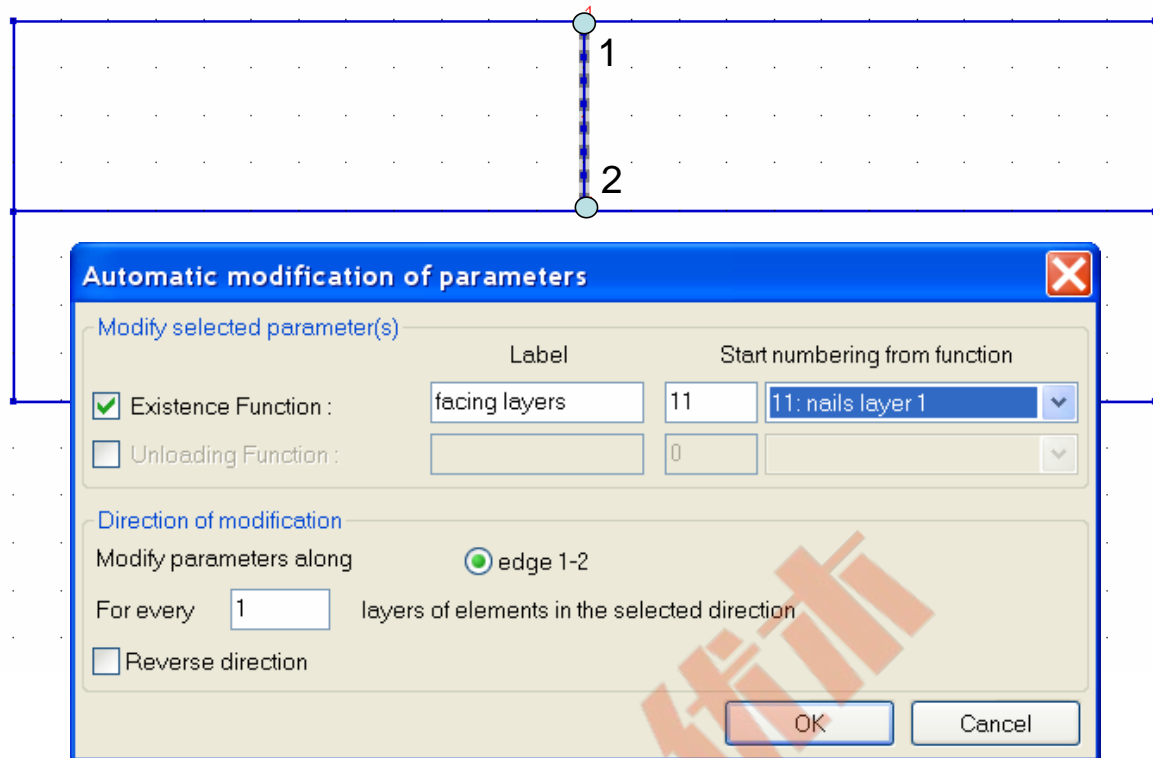 1
2
Automatic modification of parameters
Modify selected parameter(s)
Label Start numbering from function
Existence Function : facing layers 11 11: nails layer 1
Unloading Function : 0
Direction of modification
Modify parameters along edge 1-2
For every 1 layers of elements in the selected direction
Reverse direction
OK Cancel